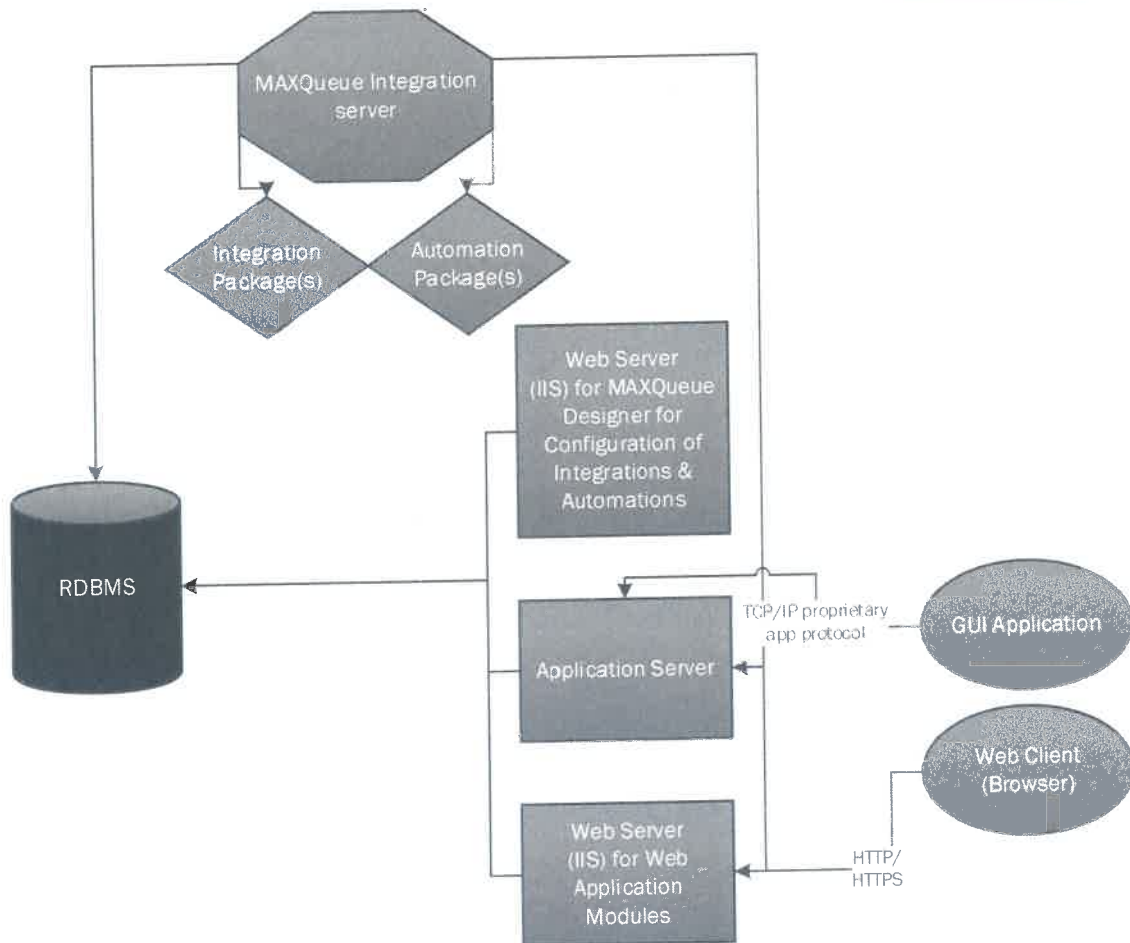 MAXQueue Integration
server
Integration
Package(s)
Automation
Package(s)
Web Server
(IIS) for MAXQueue
Designer for
Configuration of
Integrations &
Automations
RDBMS
TCP/IP proprietary
app protocol
GUI Application
Application Server
Web Client
(Browser)
Web Server
(IIS) for Web
Application
Modules
HTTP/
HTTPS